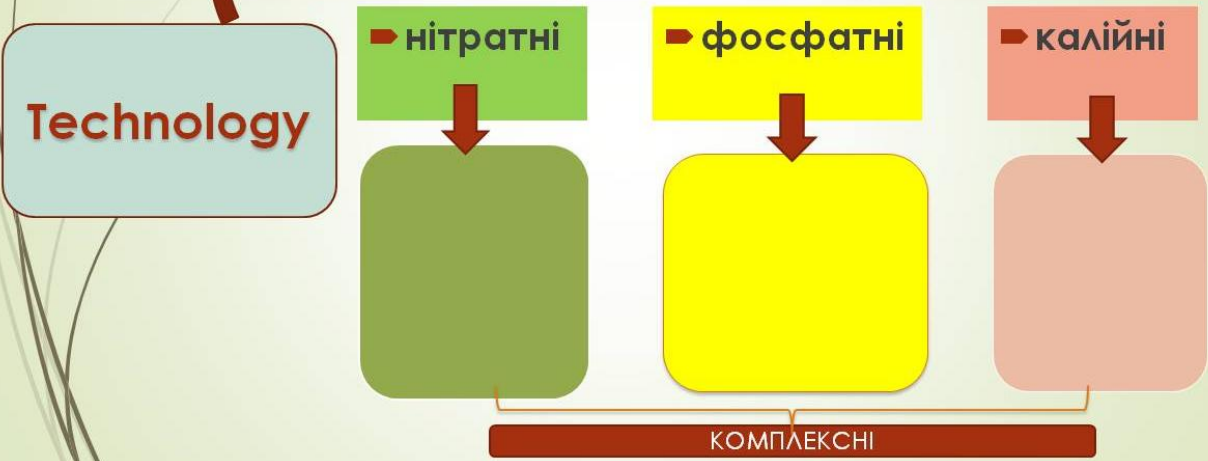 Technology
нітратні
фосфатні
калійні
КОМПЛЕКСНІ